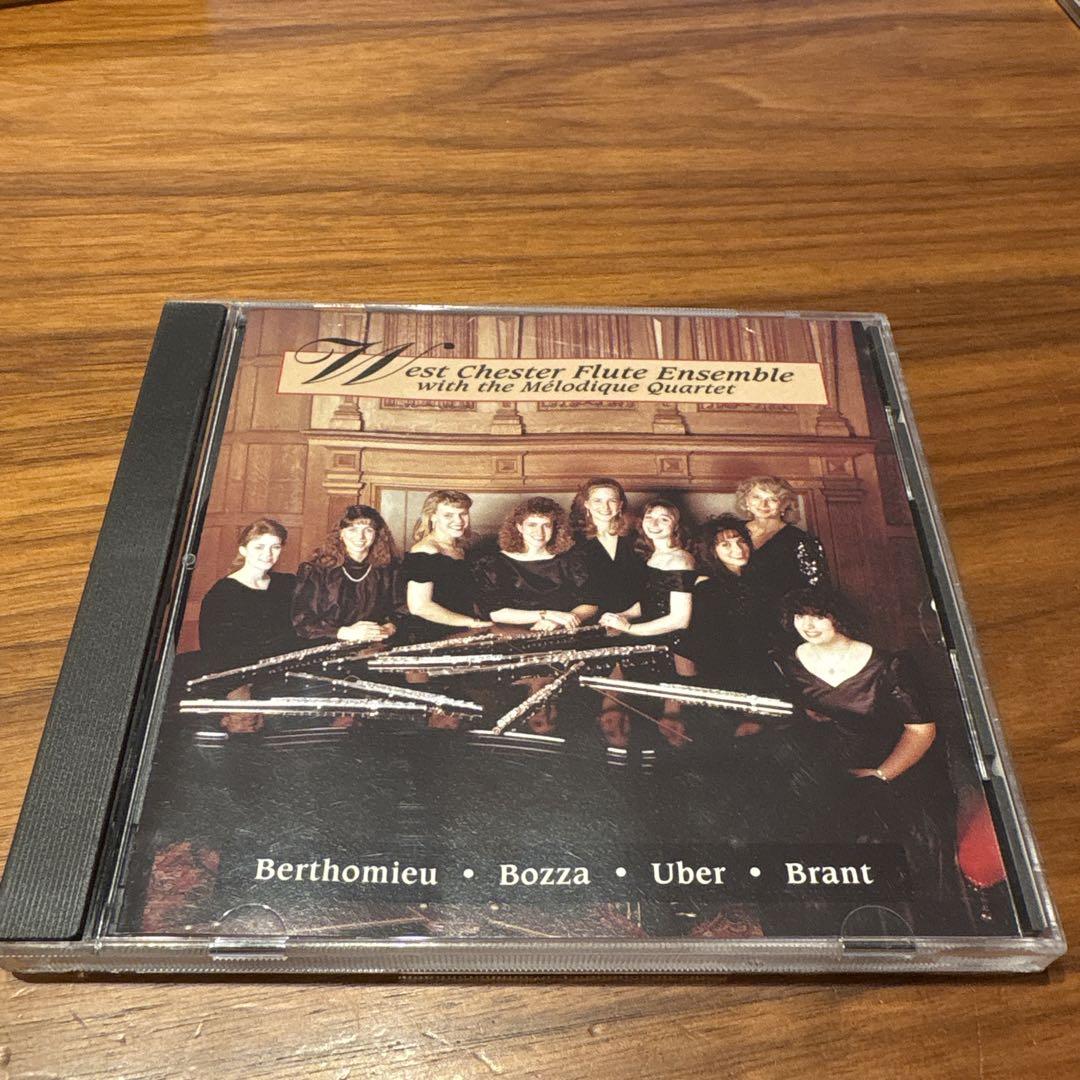 West Chester Flute Ensemble
with the Mélodique Quartet
Berthomieu • Bozza • Uber • Brant